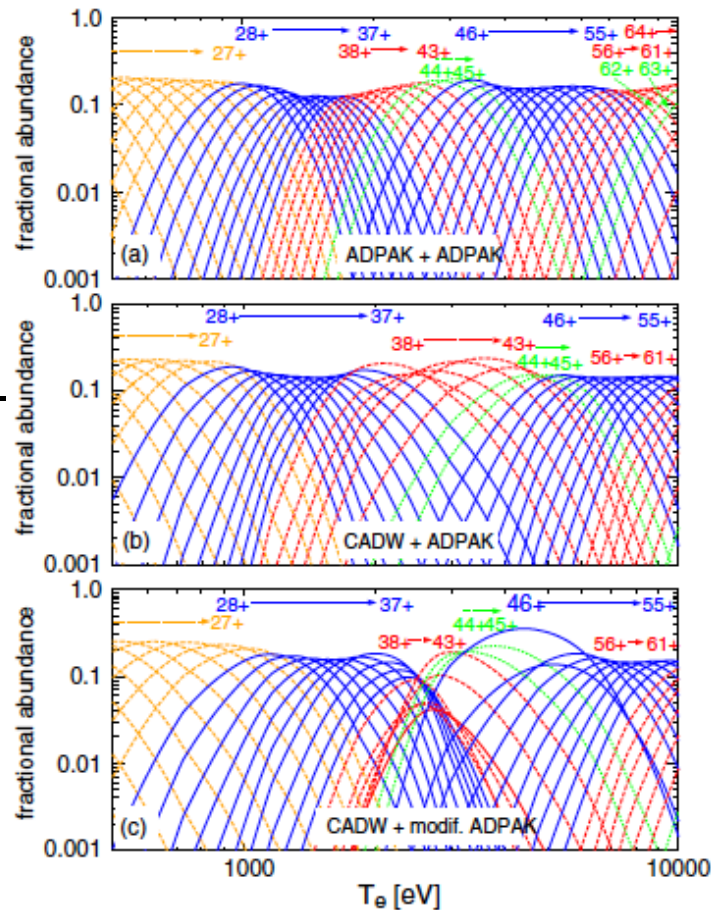 fractional abundance
1.0
0.1
0.01
0.001
28+ 37+ 46+ 55+ 64+
27+ 38+ 43+ 56+ 61+
44+45+ 62+ 63+
(a) ADPAK + ADPAK
fractional abundance
1.0
0.1
0.01
0.001
28+ 37+ 46+ 55+
27+ 38+ 43+
44+45+ 56+ 61+
(b) CADW + ADPAK
fractional abundance
1.0
0.1
0.01
0.001
28+ 37+ 46+ 55+
27+ 44+45+
38+ 43+ 56+ 61+
(c) CADW + modif. ADPAK
1000 10000
Te [eV]